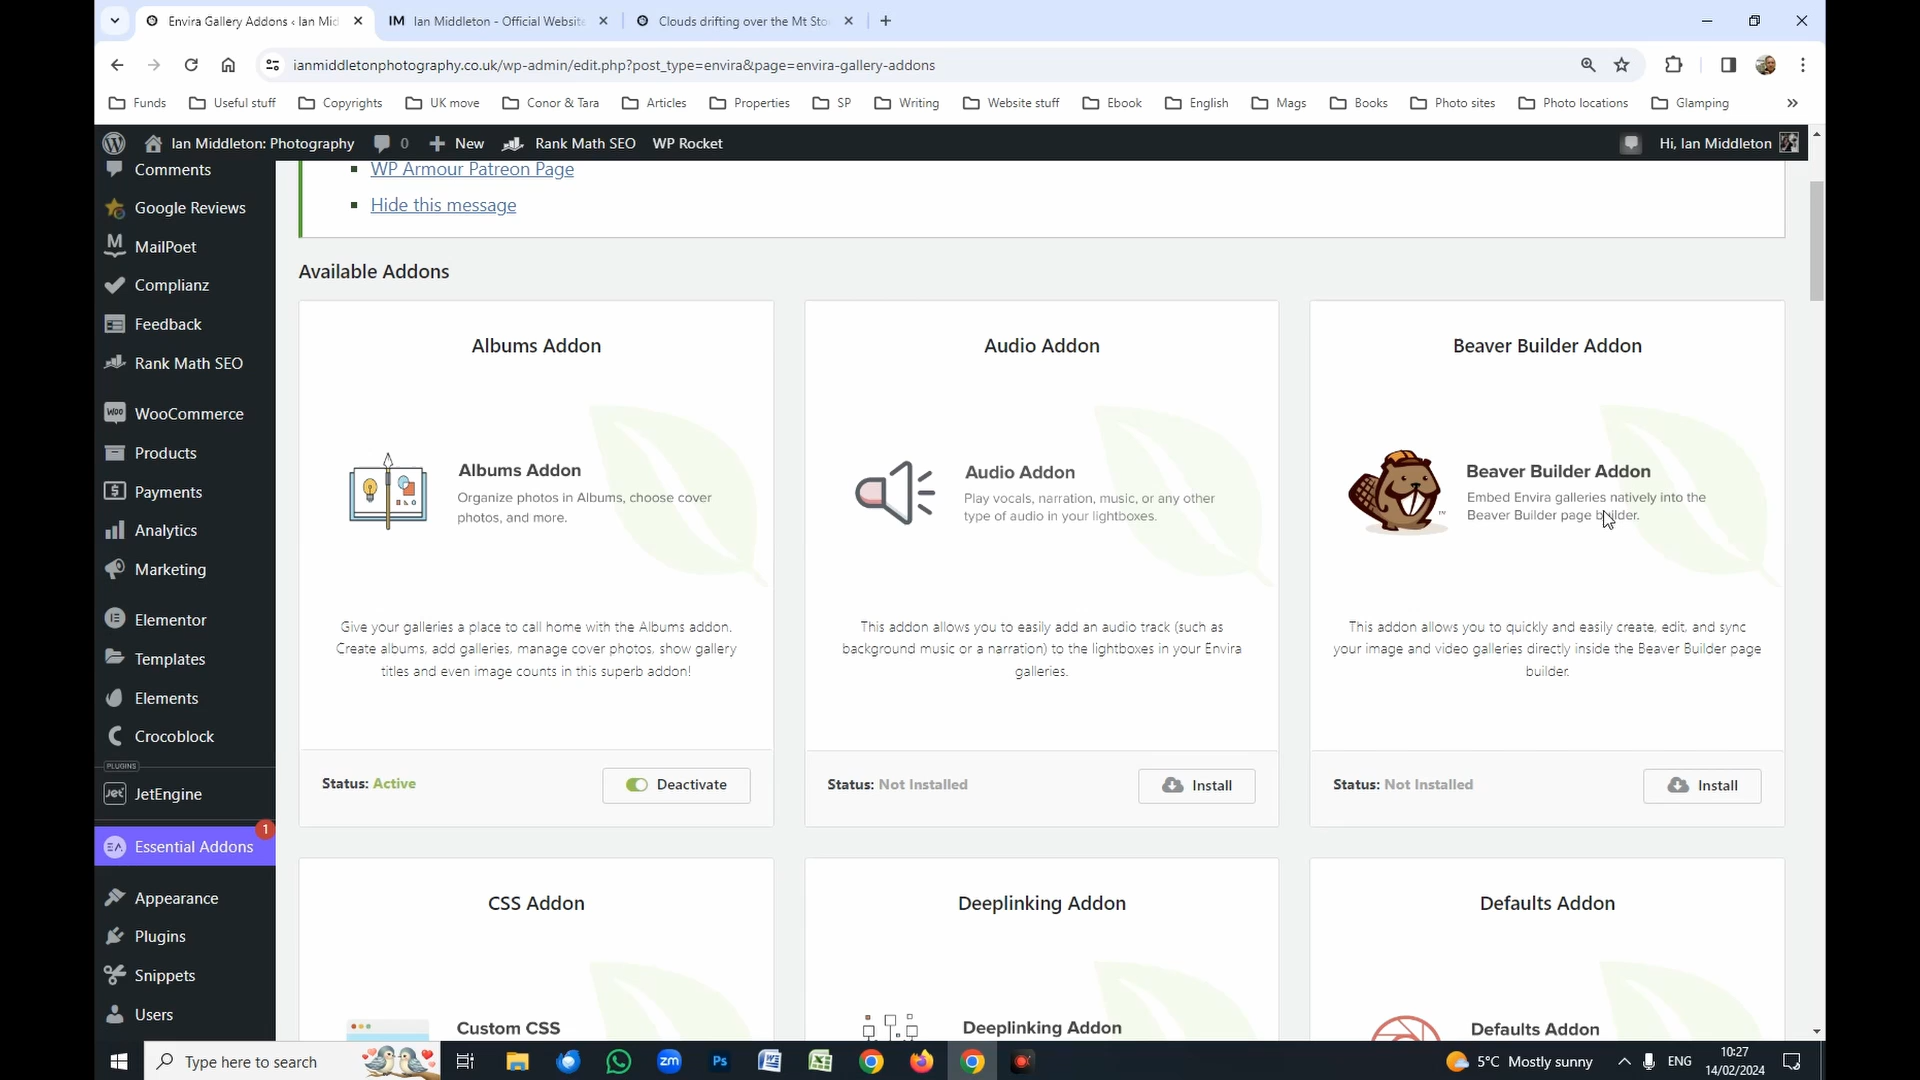 Envira Gallery Addons ‹ Ian Mid
IM Ian Middleton - Official Website
Clouds drifting over the Mt Sto
ianmiddletonphotography.co.uk/wp-admin/edit.php?post_type=envira&page=envira-gallery-addons
Funds Useful stuff Copyrights UK move Conor & Tara Articles Properties SP Writing Website stuff Ebook English Mags Books Photo sites Photo locations Glamping
Ian Middleton: Photography 0 New Rank Math SEO WP Rocket Hi, Ian Middleton
Comments
Google Reviews
MailPoet
Complianz
Feedback
Rank Math SEO
WooCommerce
Products
Payments
Analytics
Marketing
Elementor
Templates
Elements
Crocoblock
PLUGINS
JetEngine
Essential Addons 1
Appearance
Plugins
Snippets
Users
WP Armour Patreon Page
Hide this message
Available Addons
Albums Addon
Albums Addon
Organize photos in Albums, choose cover
photos, and more.
Give your galleries a place to call home with the Albums addon.
Create albums, add galleries, manage cover photos, show gallery
titles and even image counts in this superb addon!
Status: Active
Deactivate
Audio Addon
Audio Addon
Play vocals, narration, music, or any other
type of audio in your lightboxes.
This addon allows you to easily add an audio track (such as
background music or a narration) to the lightboxes in your Envira
galleries.
Status: Not Installed
Install
Beaver Builder Addon
Beaver Builder Addon
Embed Envira galleries natively into the
Beaver Builder page builder.
This addon allows you to quickly and easily create, edit, and sync
your image and video galleries directly inside the Beaver Builder page
builder.
Status: Not Installed
Install
CSS Addon
Custom CSS
Deeplinking Addon
Deeplinking Addon
Defaults Addon
Defaults Addon
Type here to search
zm
Ps
5°C Mostly sunny
ENG
10:27
14/02/2024